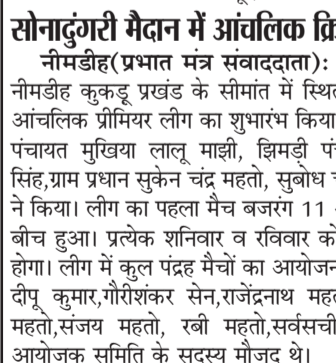 सोनादुंगरी मैदान में आंचलिक क्रि
नीमडीह(प्रभात मंत्र संवाददाता):
नीमडीह कुकड़ू प्रखंड के सीमांत में स्थित
आंचलिक प्रीमियर लीग का शुभारंभ किया
पंचायत मुखिया लालू माझी, झिमड़ी पं
सिंह,ग्राम प्रधान सुकेन चंद्र महतो, सुबोध
ने किया। लीग का पहला मैच बजरंग 11
बीच हुआ। प्रत्येक शनिवार व रविवार को
होगा। लीग में कुल पंद्रह मैचों का आयोजन
दीपू कुमार,गौरीशंकर सेन,राजेन्द्रनाथ मह
महतो,संजय महतो, रबी महतो,सर्वसची
आयोजक समिति के सदस्य मौजूद थे।